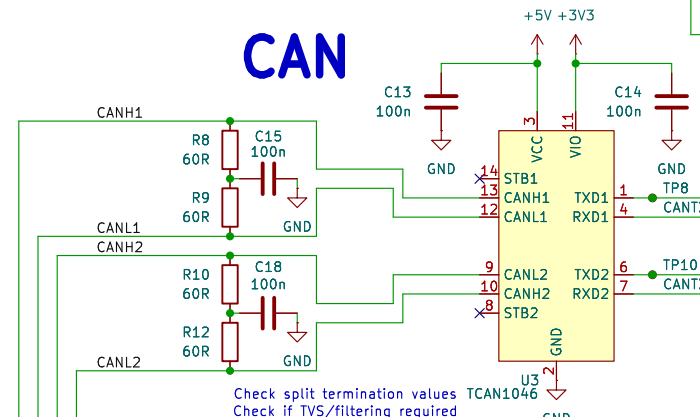 +5V +3V3
CAN
C13
100n
C14
100n
CANH1
R8
60R
C15
100n
3
VCC
11
VIO
GND
GND
14
STB1
13
CANH1
12
CANL1
TXD1
1
TP8
RXD1
4
R9
60R
GND
CANL1
CANH2
R10
60R
C18
100n
9
CANL2
10
CANH2
8
STB2
TXD2
6
TP10
RXD2
7
R12
60R
GND
CANL2
GND
2
U3
TCAN1046
Check split termination values
Check if TVS/filtering required